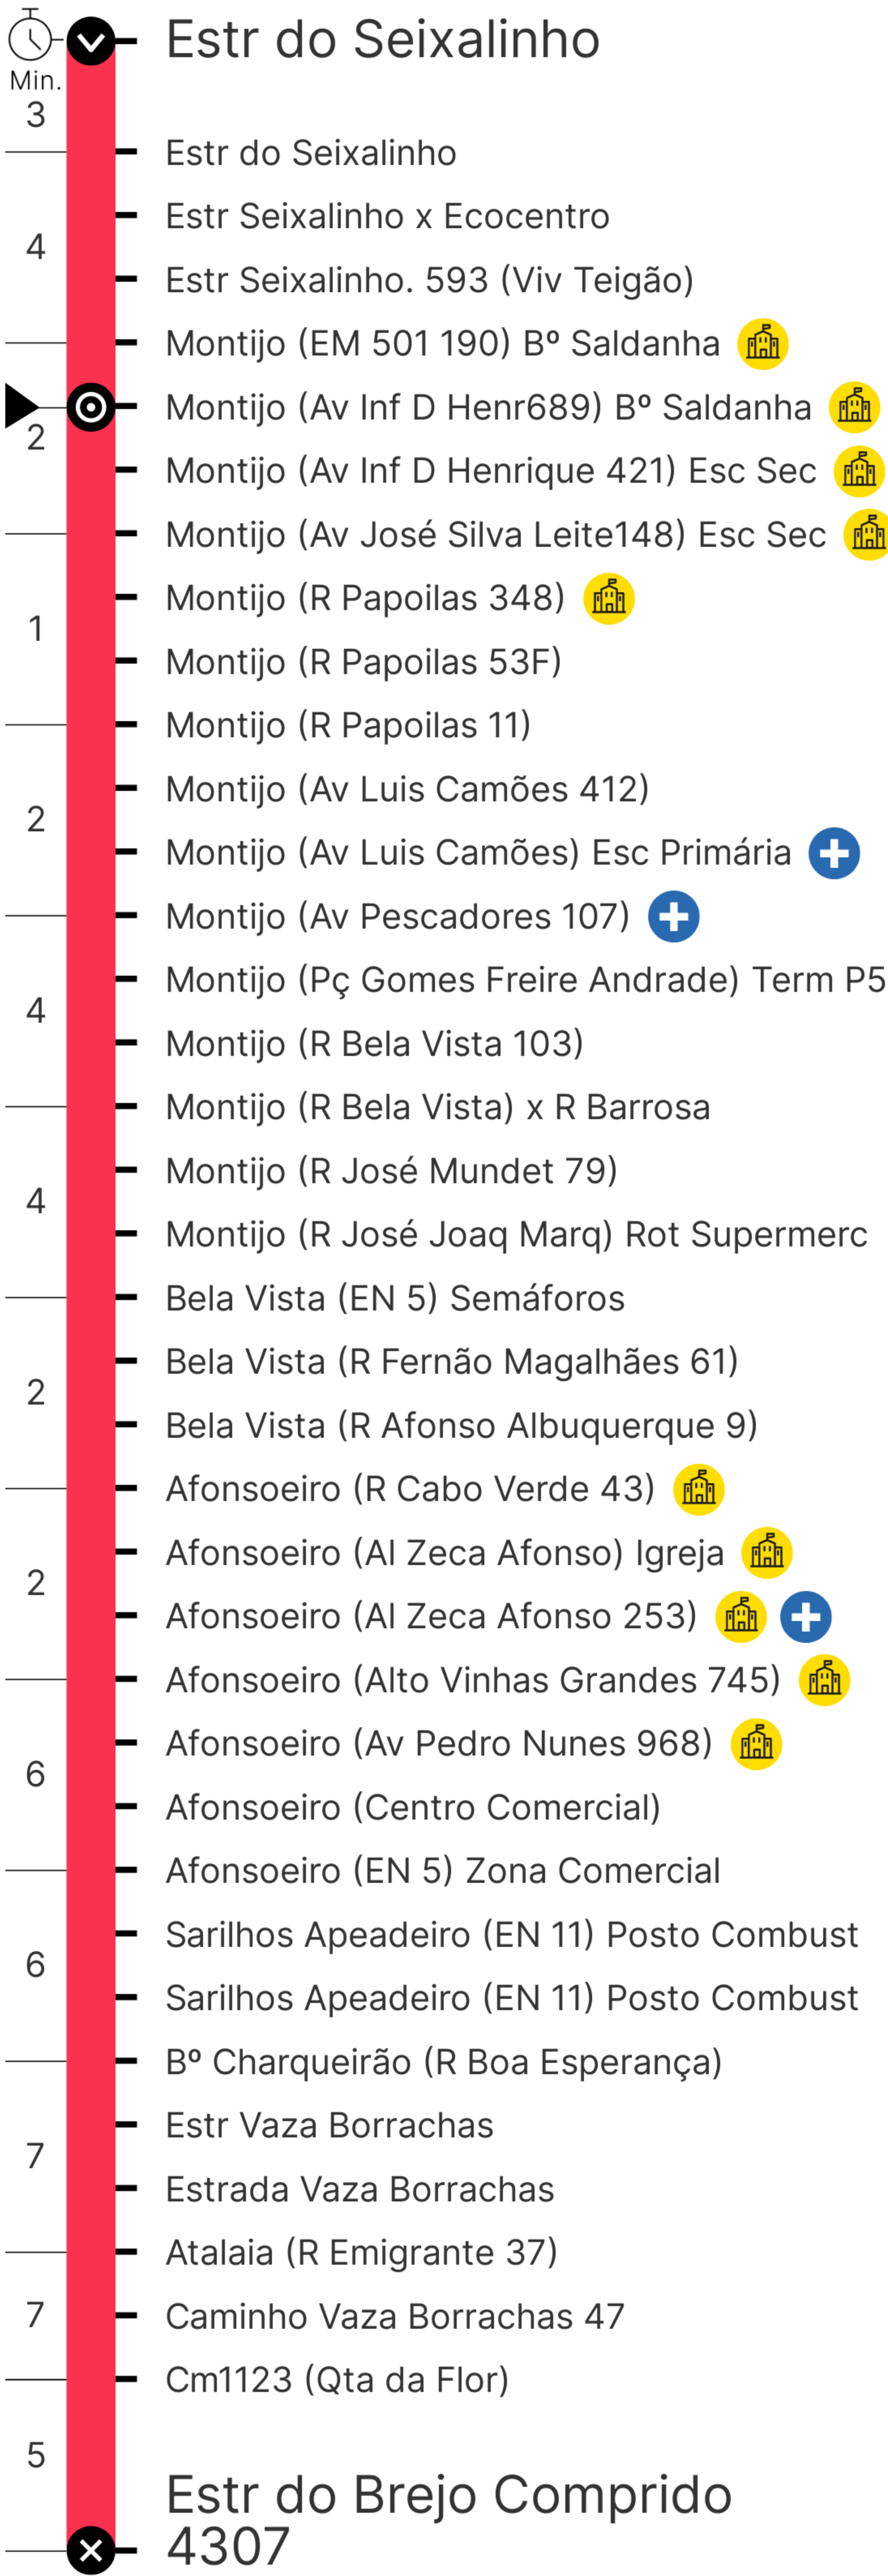 Estr do Seixalinho
Min.
3
Estr do Seixalinho
Estr Seixalinho x Ecocentro
4
Estr Seixalinho. 593 (Viv Teigão)
Montijo (EM 501 190) Bº Saldanha
Montijo (Av Inf D Henr689) Bº Saldanha
2
Montijo (Av Inf D Henrique 421) Esc Sec
Montijo (Av José Silva Leite148) Esc Sec
Montijo (R Papoilas 348)
1
Montijo (R Papoilas 53F)
Montijo (R Papoilas 11)
Montijo (Av Luis Camões 412)
2
Montijo (Av Luis Camões) Esc Primária
Montijo (Av Pescadores 107)
Montijo (Pç Gomes Freire Andrade) Term P5
4
Montijo (R Bela Vista 103)
Montijo (R Bela Vista) x R Barrosa
Montijo (R José Mundet 79)
4
Montijo (R José Joaq Marq) Rot Supermerc
Bela Vista (EN 5) Semáforos
Bela Vista (R Fernão Magalhães 61)
2
Bela Vista (R Afonso Albuquerque 9)
Afonsoeiro (R Cabo Verde 43)
Afonsoeiro (Al Zeca Afonso) Igreja
2
Afonsoeiro (Al Zeca Afonso 253)
Afonsoeiro (Alto Vinhas Grandes 745)
Afonsoeiro (Av Pedro Nunes 968)
6
Afonsoeiro (Centro Comercial)
Afonsoeiro (EN 5) Zona Comercial
Sarilhos Apeadeiro (EN 11) Posto Combust
6
Sarilhos Apeadeiro (EN 11) Posto Combust
Bº Charqueirão (R Boa Esperança)
Estr Vaza Borrachas
7
Estrada Vaza Borrachas
Atalaia (R Emigrante 37)
7
Caminho Vaza Borrachas 47
Cm1123 (Qta da Flor)
5
Estr do Brejo Comprido
4307